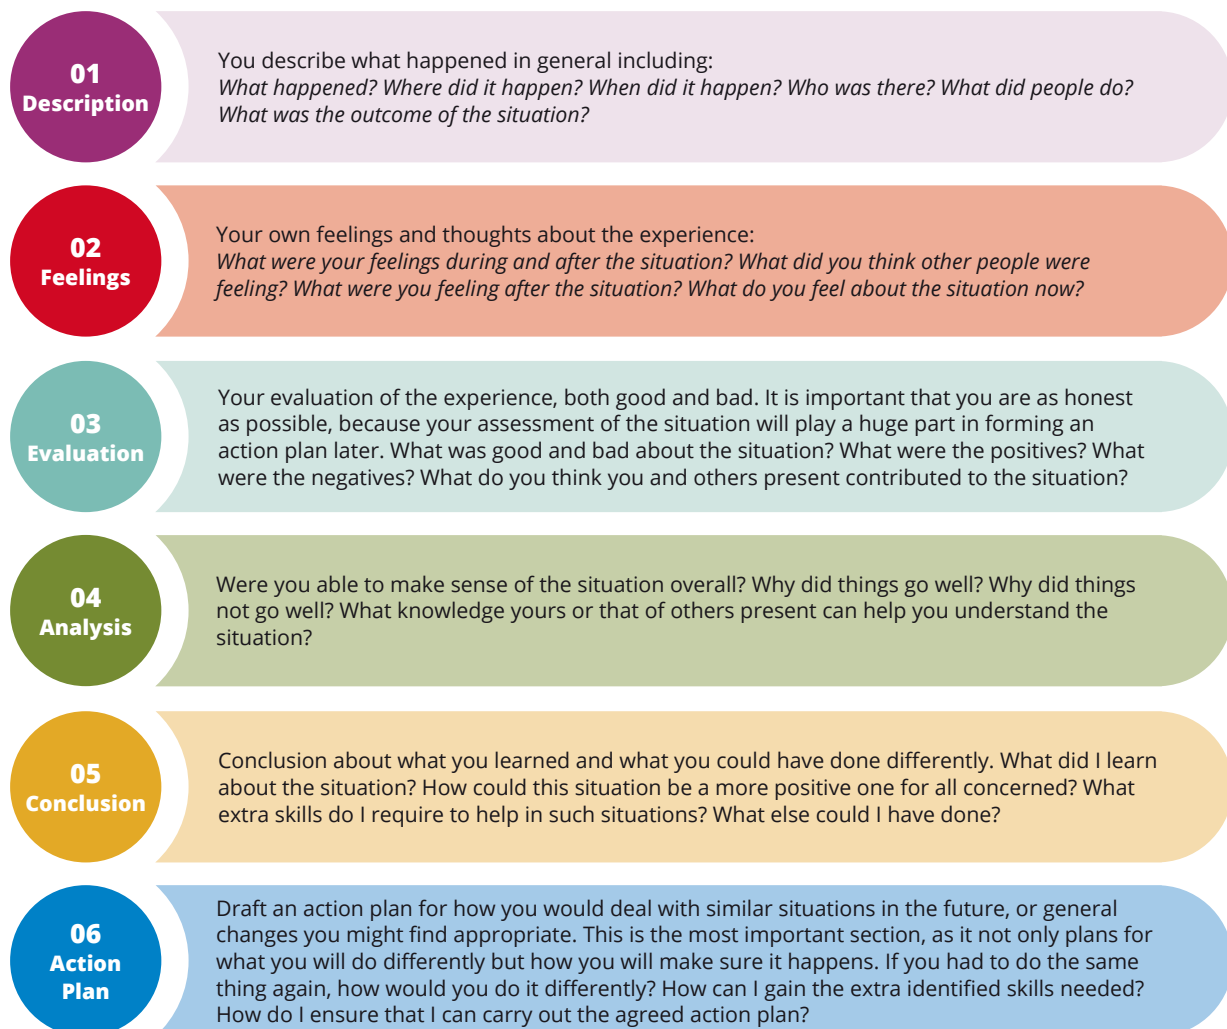 01
Description
You describe what happened in general including:
What happened? Where did it happen? When did it happen? Who was there? What did people do?
What was the outcome of the situation?
02
Feelings
Your own feelings and thoughts about the experience:
What were your feelings during and after the situation? What did you think other people were
feeling? What were you feeling after the situation? What do you feel about the situation now?
03
Evaluation
Your evaluation of the experience, both good and bad. It is important that you are as honest
as possible, because your assessment of the situation will play a huge part in forming an
action plan later. What was good and bad about the situation? What were the positives? What
were the negatives? What do you think you and others present contributed to the situation?
04
Analysis
Were you able to make sense of the situation overall? Why did things go well? Why did things
not go well? What knowledge yours or that of others present can help you understand the
situation?
05
Conclusion
Conclusion about what you learned and what you could have done differently. What did I learn
about the situation? How could this situation be a more positive one for all concerned? What
extra skills do I require to help in such situations? What else could I have done?
06
Action
Plan
Draft an action plan for how you would deal with similar situations in the future, or general
changes you might find appropriate. This is the most important section, as it not only plans for
what you will do differently but how you will make sure it happens. If you had to do the same
thing again, how would you do it differently? How can I gain the extra identified skills needed?
How do I ensure that I can carry out the agreed action plan?